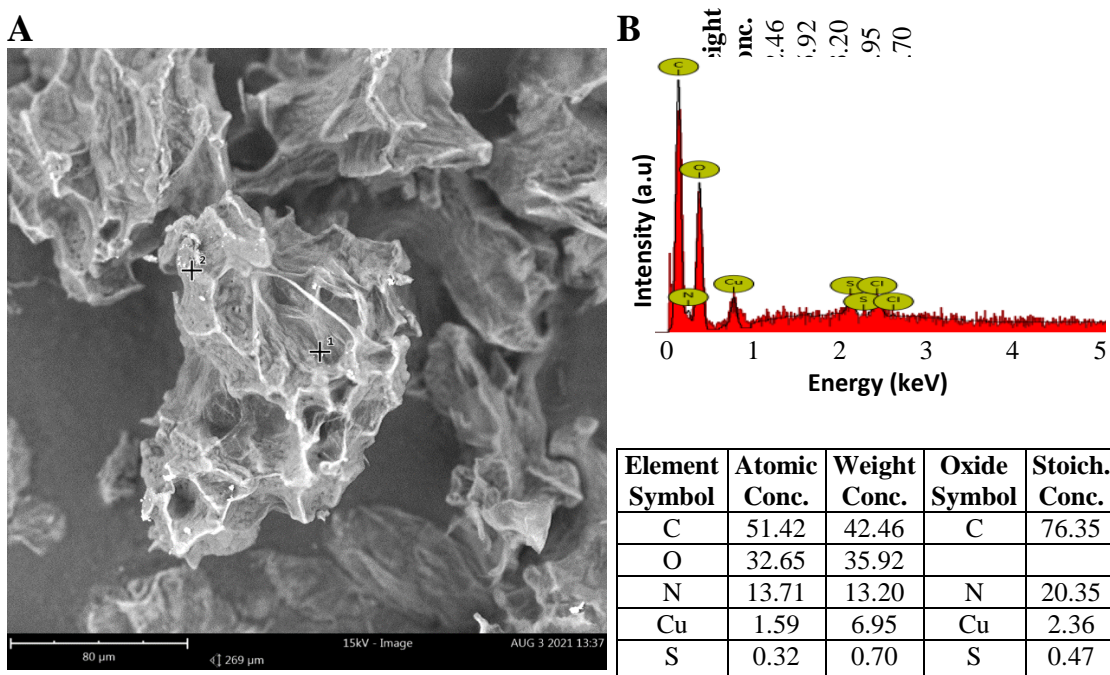 A
2
1
80 µm
269 µm
15kV - Image
AUG 3 2021 13:37
B
C
O
N
Cu
S
Cl
S
Cl
Intensity (a.u)
0 1 2 3 4 5
Energy (keV)
Element Symbol Atomic Conc. Weight Conc. Oxide Symbol Stoich. Conc.
C 51.42 42.46 C 76.35
O 32.65 35.92
N 13.71 13.20 N 20.35
Cu 1.59 6.95 Cu 2.36
S 0.32 0.70 S 0.47